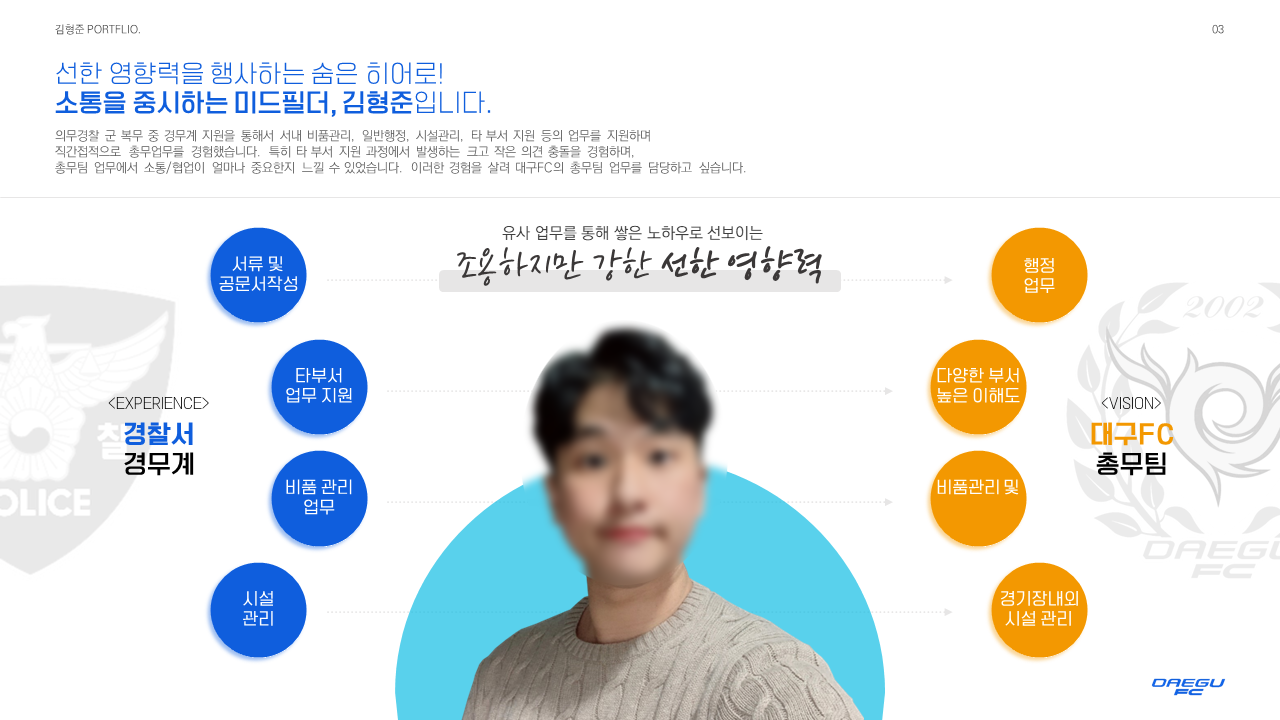 김형준 PORTFLIO.
03
선한 영향력을 행사하는 숨은 히어로!
소통을 중시하는 미드필더, 김형준입니다.
의무경찰 군 복무 중 경무계 지원을 통해서 서내 비품관리, 일반행정, 시설관리, 타 부서 지원 등의 업무를 지원하며
직간접적으로 총무업무를 경험했습니다. 특히 타 부서 지원 과정에서 발생하는 크고 작은 의견 충돌을 경험하며,
총무팀 업무에서 소통/협업이 얼마나 중요한지 느낄 수 있었습니다. 이러한 경험을 살려 대구FC의 총무팀 업무를 담당하고 싶습니다.
유사 업무를 통해 쌓은 노하우로 선보이는
조용하지만 강한 선한 영향력
서류 및
공문서작성
타부서
업무 지원
비품 관리
업무
시설
관리
<EXPERIENCE>
경찰서
경무계
찰
POLICE
행정
업무
다양한 부서
높은 이해도
비품관리 및
경기장내외
시설 관리
<VISION>
대구FC
총무팀
2002
DAEGU
FC
DAEGU
FC